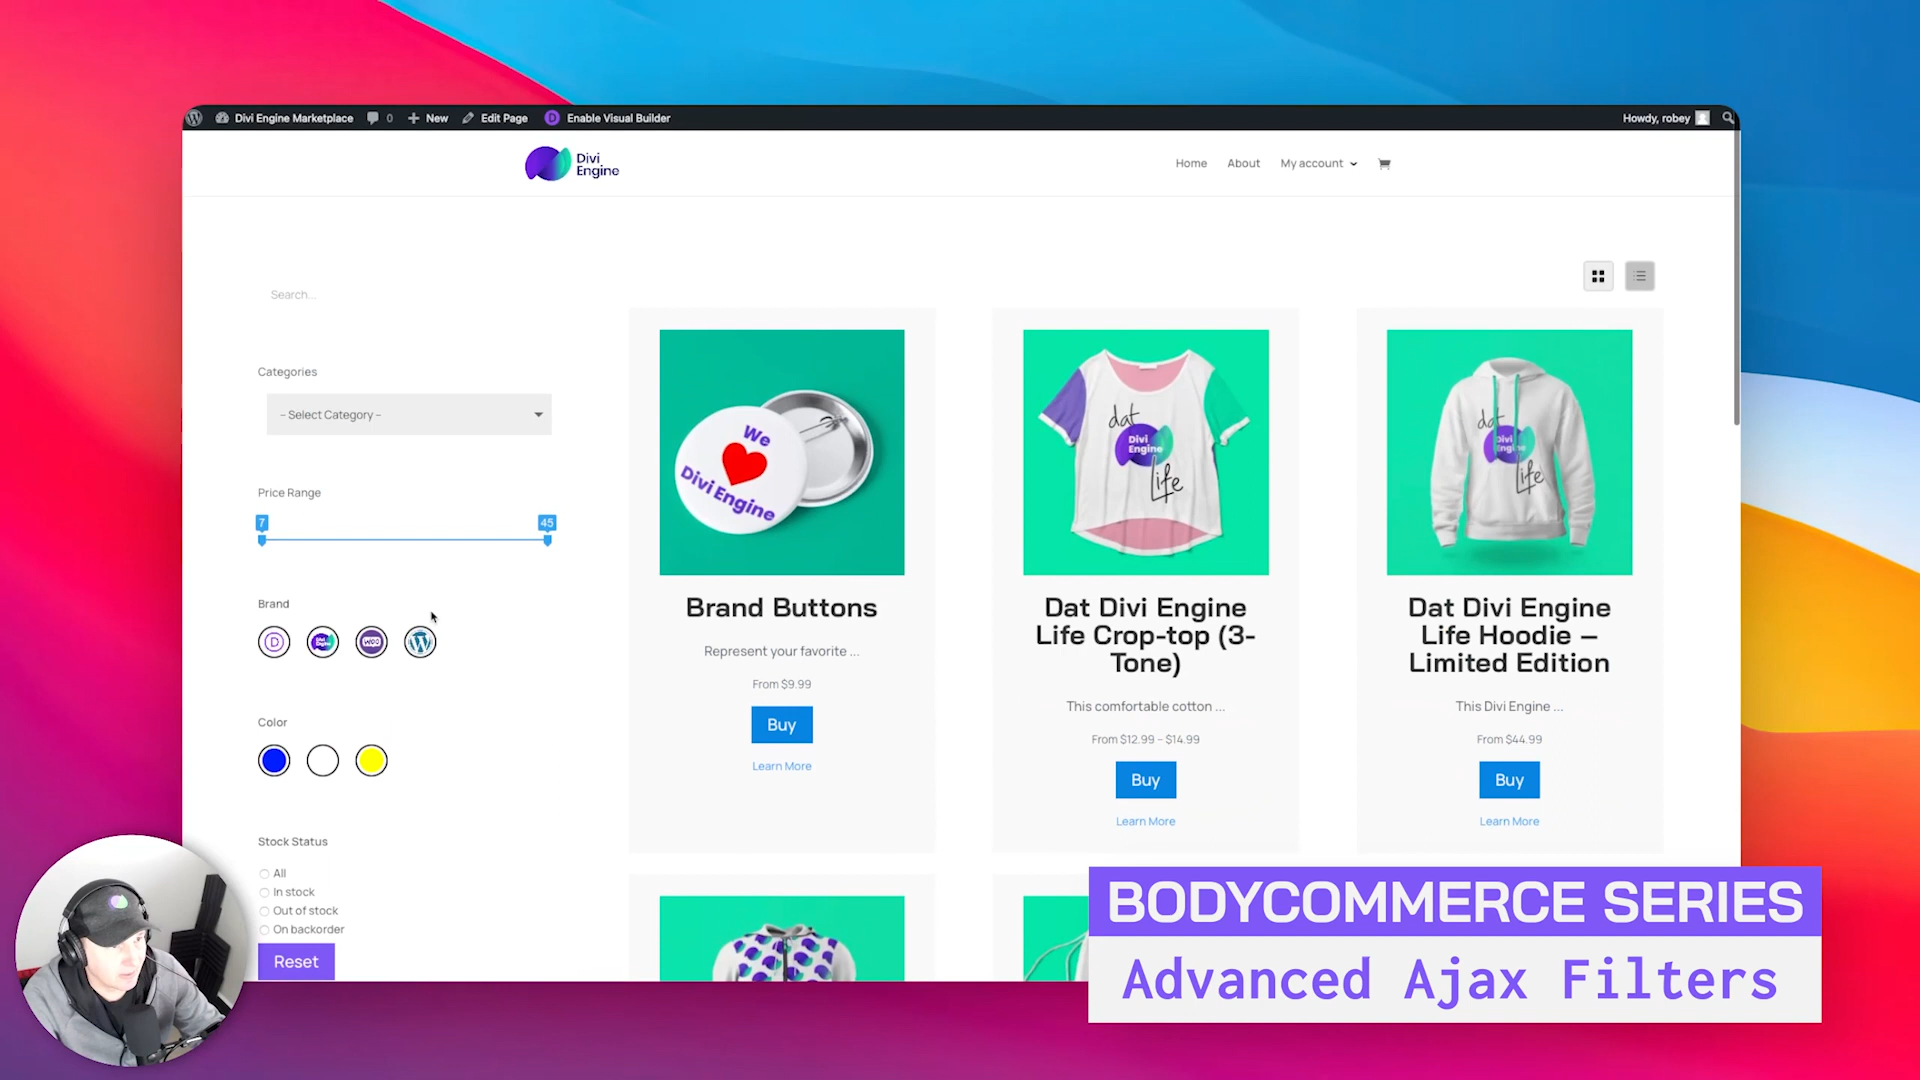 Divi Engine Marketplace 0 New Edit Page Enable Visual Builder Howdy, robey
Divi
Engine
Home About My account
Search...
Categories
- Select Category -
Price Range
7 45
Brand
Color
Stock Status
All
In stock
Out of stock
On backorder
Reset
We
Divi Engine
Brand Buttons
Represent your favorite ...
From $9.99
Buy
Learn More
dat
Divi
Engine
Life
Dat Divi Engine
Life Crop-top (3-
Tone)
This comfortable cotton ...
From $12.99 – $14.99
Buy
Learn More
dat
Divi
Engine
Life
Dat Divi Engine
Life Hoodie –
Limited Edition
This Divi Engine ...
From $44.99
Buy
Learn More
BODYCOMMERCE SERIES
Advanced Ajax Filters